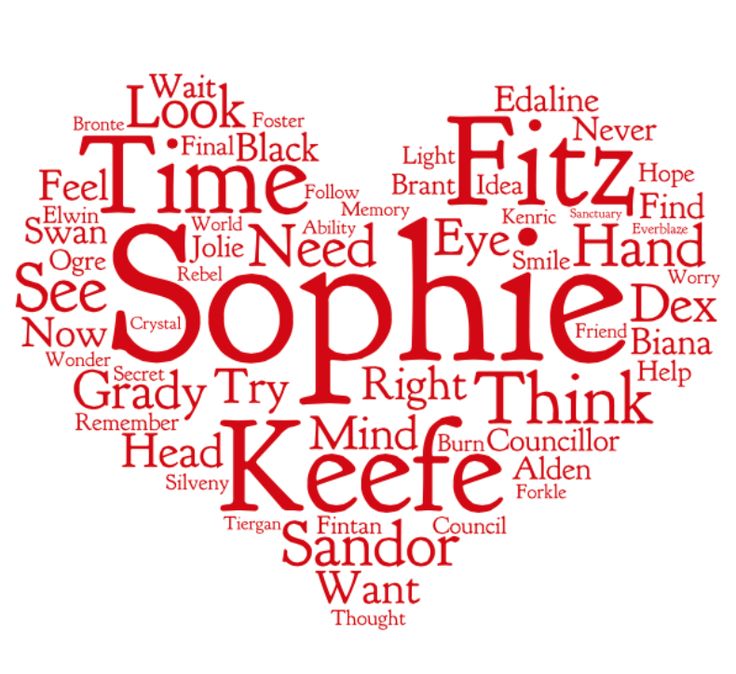 Wait
Look
Edaline
Bronte
Foster
Never
Final
Black
Fitz
Time
Light
Feel
Brant
Idea
Hope
Follow
Elwin
Memory
Kenric
Sanctuary
Find
Swan
World
Ability
Everblaze
Jolie
Need
Eye
Hand
Ogre
Smile
Rebel
Worry
See
Sophie
Dex
Crystal
Now
Friend
Biana
Wonder
Secret
Help
Grady
Try
Right
Think
Remember
Mind
Head
Keefe
Burn
Councillor
Alden
Silveny
Forkle
Tiergan
Fintan
Council
Sandor
Want
Thought